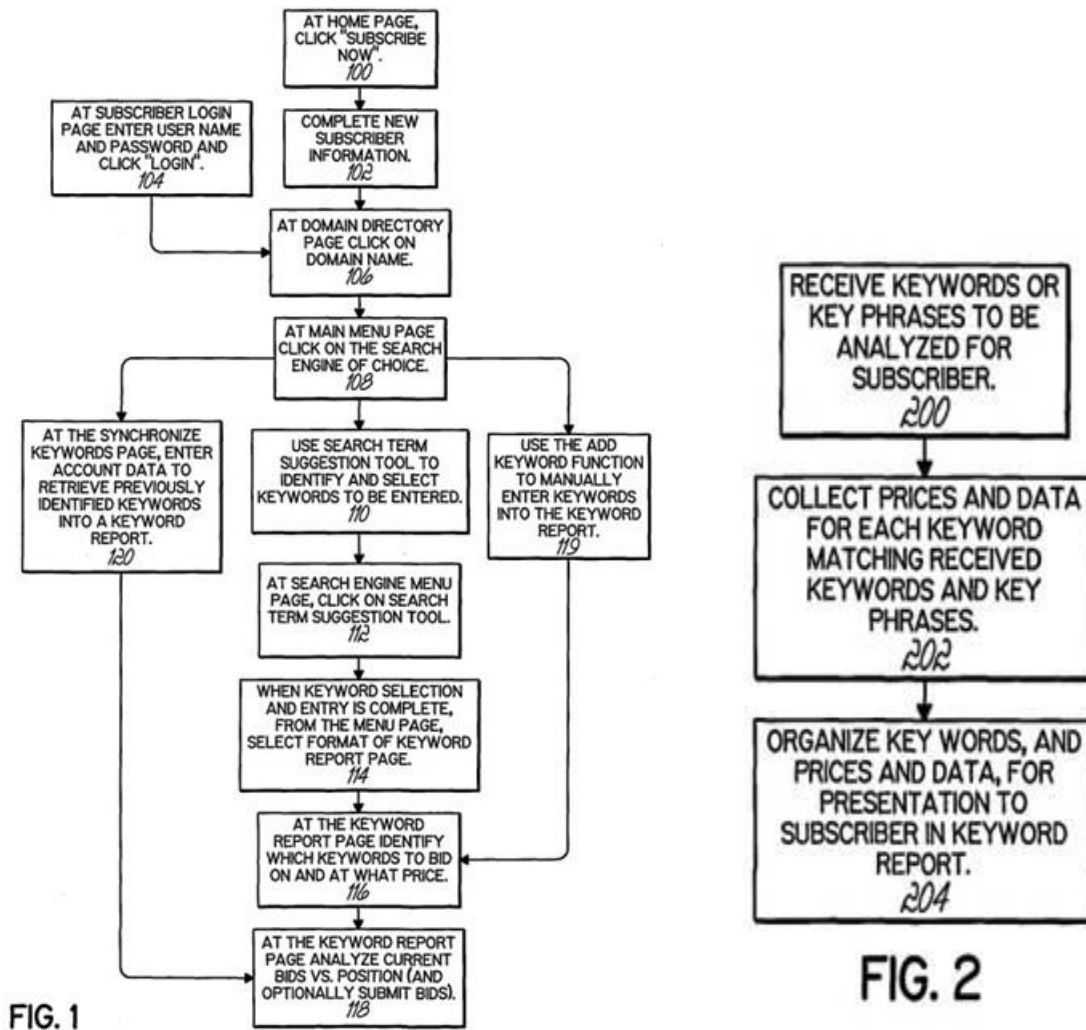 AT HOME PAGE,
CLICK "SUBSCRIBE
NOW".
100
AT SUBSCRIBER LOGIN
PAGE ENTER USER NAME
AND PASSWORD AND
CLICK "LOGIN".
104
COMPLETE NEW
SUBSCRIBER
INFORMATION.
102
AT DOMAIN DIRECTORY
PAGE CLICK ON
DOMAIN NAME.
106
AT MAIN MENU PAGE
CLICK ON THE SEARCH
ENGINE OF CHOICE.
108
AT THE SYNCHRONIZE
KEYWORDS PAGE, ENTER
ACCOUNT DATA TO
RETRIEVE PREVIOUSLY
IDENTIFIED KEYWORDS
INTO A KEYWORD
REPORT.
120
USE SEARCH TERM
SUGGESTION TOOL TO
IDENTIFY AND SELECT
KEYWORDS TO BE ENTERED.
110
USE THE ADD
KEYWORD FUNCTION
TO MANUALLY
ENTER KEYWORDS
INTO THE KEYWORD
REPORT.
119
AT SEARCH ENGINE MENU
PAGE, CLICK ON SEARCH
TERM SUGGESTION TOOL.
112
WHEN KEYWORD SELECTION
AND ENTRY IS COMPLETE,
FROM THE MENU PAGE,
SELECT FORMAT OF KEYWORD
REPORT PAGE.
114
AT THE KEYWORD
REPORT PAGE IDENTIFY
WHICH KEYWORDS TO BID
ON AND AT WHAT PRICE.
116
AT THE KEYWORD REPORT
PAGE ANALYZE CURRENT
BIDS VS. POSITION (AND
OPTIONALLY SUBMIT BIDS).
118
FIG. 1
RECEIVE KEYWORDS OR
KEY PHRASES TO BE
ANALYZED FOR
SUBSCRIBER.
200
COLLECT PRICES AND DATA
FOR EACH KEYWORD
MATCHING RECEIVED
KEYWORDS AND KEY
PHRASES.
202
ORGANIZE KEY WORDS, AND
PRICES AND DATA, FOR
PRESENTATION TO
SUBSCRIBER IN KEYWORD
REPORT.
204
FIG. 2